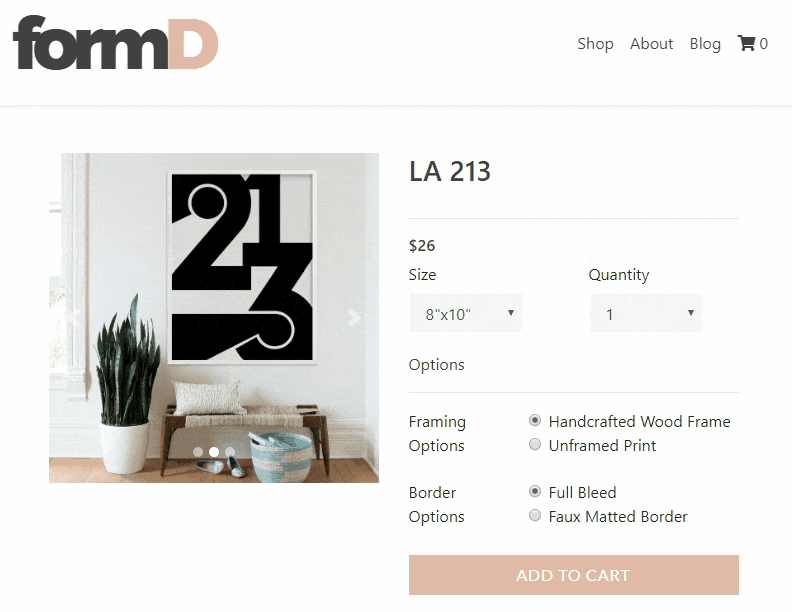 formD
Shop About Blog 0
LA 213
213
$26
Size Quantity
8"x10" 1
Options
Framing Options
Handcrafted Wood Frame
Unframed Print
Border Options
Full Bleed
Faux Matted Border
ADD TO CART